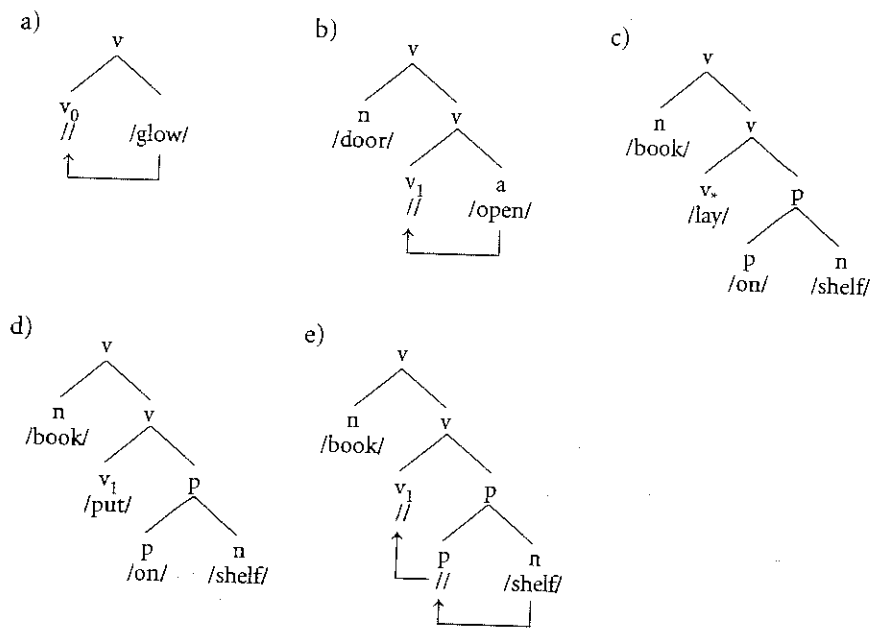 a)
v
v0
//
/glow/
b)
v
n
/door/
v
v1
//
a
/open/
c)
v
n
/book/
v
v*
/lay/
p
p
/on/
n
/shelf/
d)
v
n
/book/
v
v1
/put/
p
p
/on/
n
/shelf/
e)
v
n
/book/
v
v1
//
p
p
//
n
/shelf/